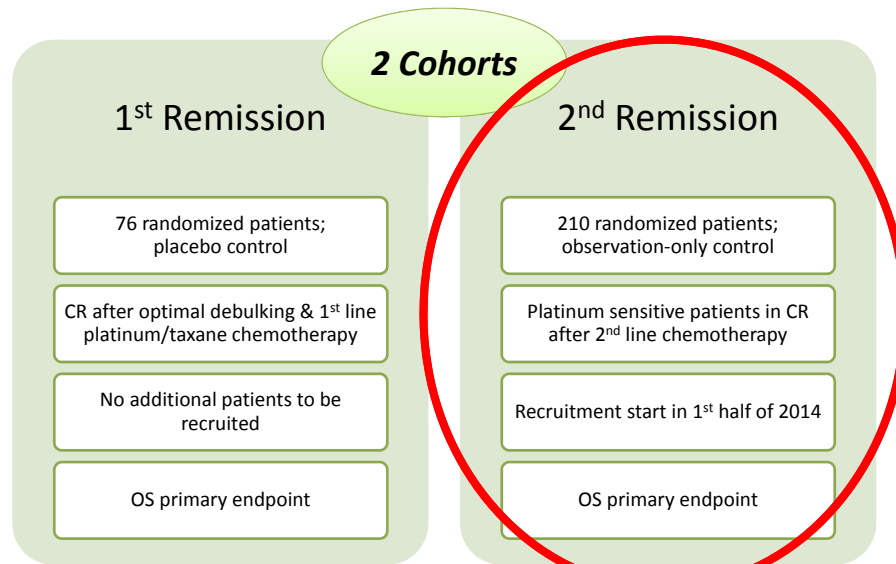 2 Cohorts
1st Remission
76 randomized patients;
placebo control
CR after optimal debulking & 1st line
platinum/taxane chemotherapy
No additional patients to be
recruited
OS primary endpoint
2nd Remission
210 randomized patients;
observation-only control
Platinum sensitive patients in CR
after 2nd line chemotherapy
Recruitment start in 1st half of 2014
OS primary endpoint